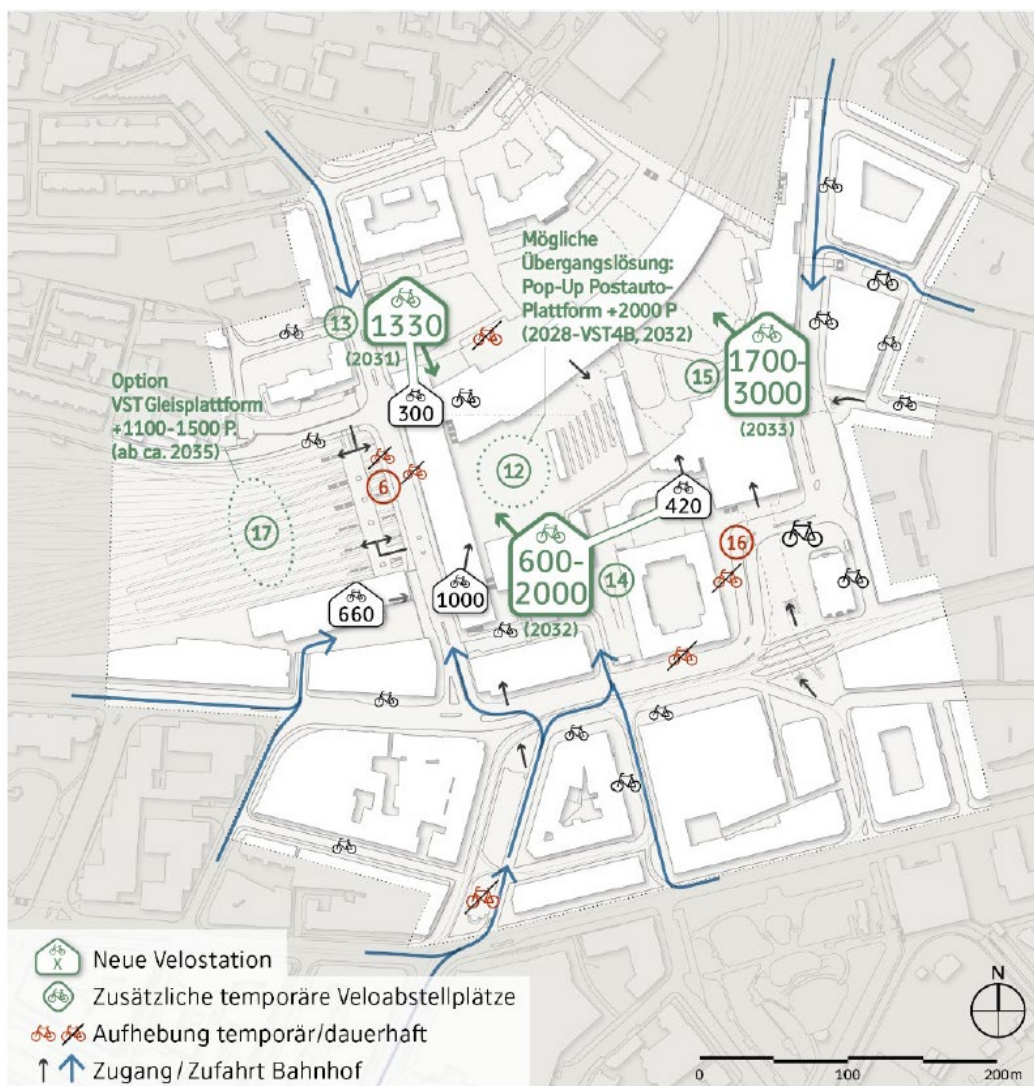 Mögliche
Übergangslösung:
Pop-Up Postauto-
Plattform +2000 P
(2028-VST4B, 2032)
13
1330
(2031)
300
15
1700-
3000
(2033)
Option
VST Gleisplattform
+1100-1500 P.
(ab ca. 2035)
6
12
420
17
16
600-
2000
(2032)
14
660
1000
X
Neue Velostation
Zusätzliche temporäre Veloabstellplätze
Aufhebung temporär/dauerhaft
Zugang / Zufahrt Bahnhof
N
0
100
200m